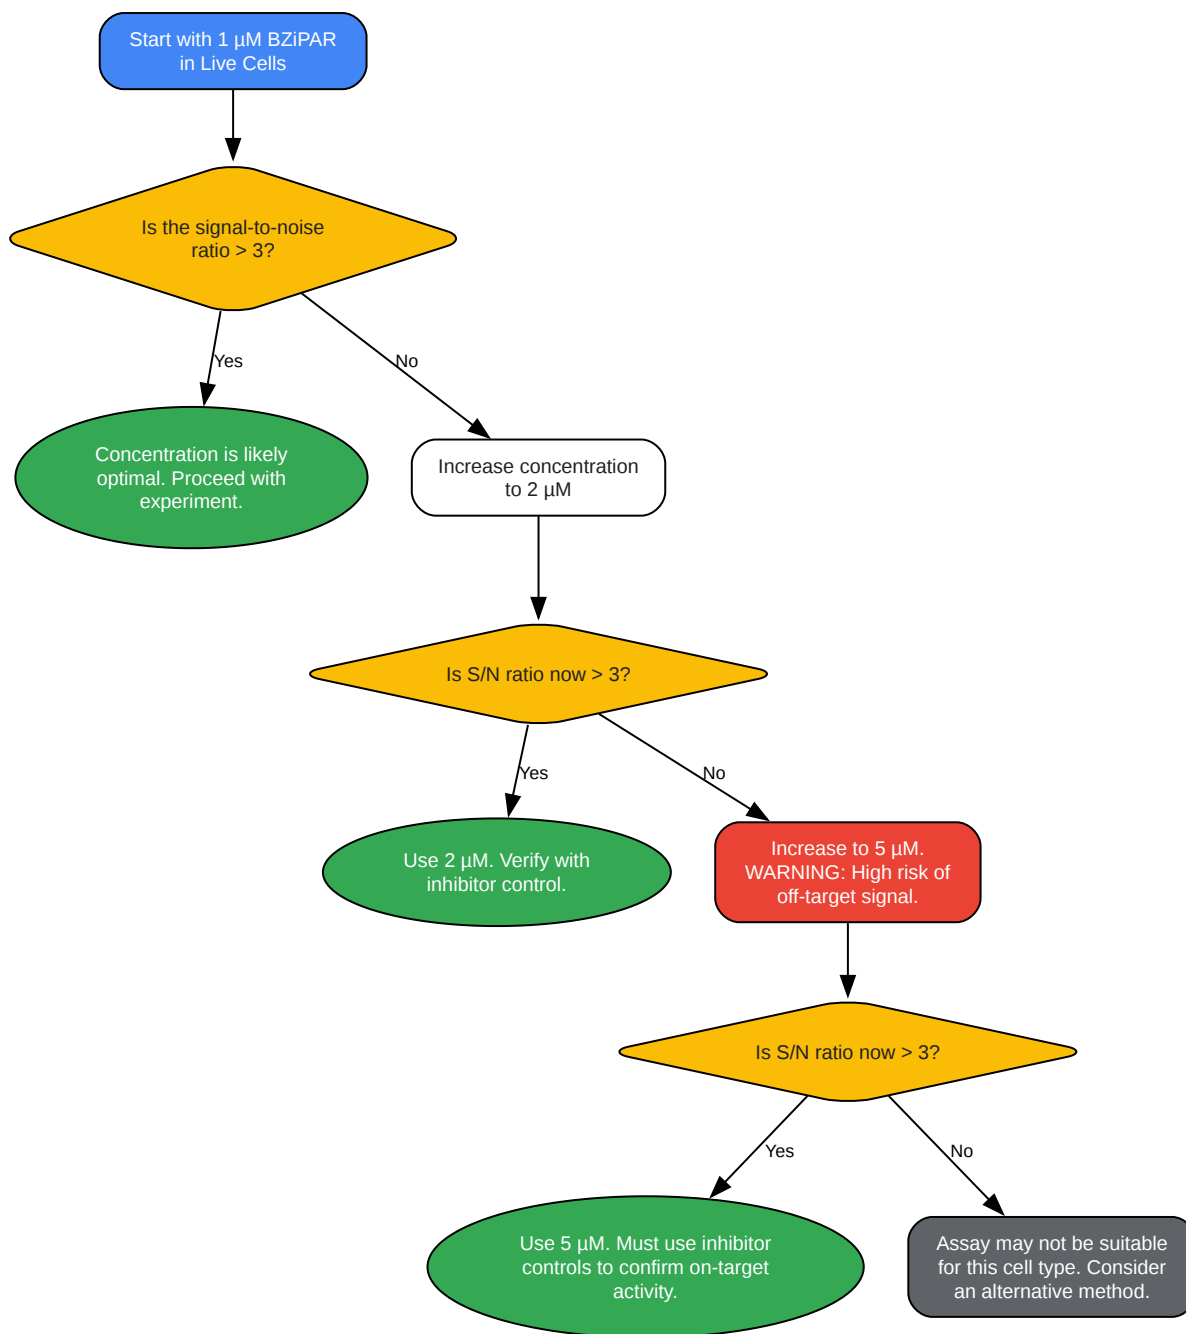 Start with 1 µM BZiPAR
in Live Cells
Is the signal-to-noise
ratio > 3?
Yes
No
Concentration is likely
optimal. Proceed with
experiment.
Increase concentration
to 2 µM
Is S/N ratio now > 3?
Yes
No
Use 2 µM. Verify with
inhibitor control.
Increase to 5 µM.
WARNING: High risk of
off-target signal.
Is S/N ratio now > 3?
Yes
No
Use 5 µM. Must use inhibitor
controls to confirm on-target
activity.
Assay may not be suitable
for this cell type. Consider
an alternative method.